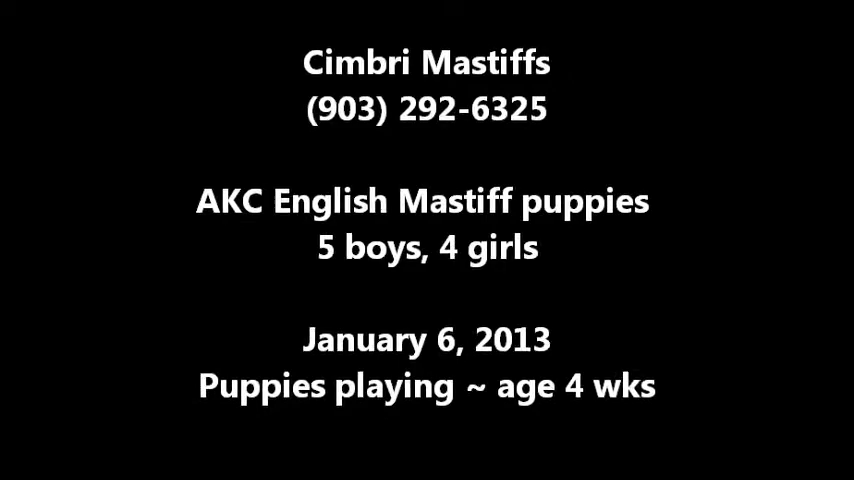 Cimbri Mastiffs
(903) 292-6325
AKC English Mastiff puppies
5 boys, 4 girls
January 6, 2013
Puppies playing ~ age 4 wks